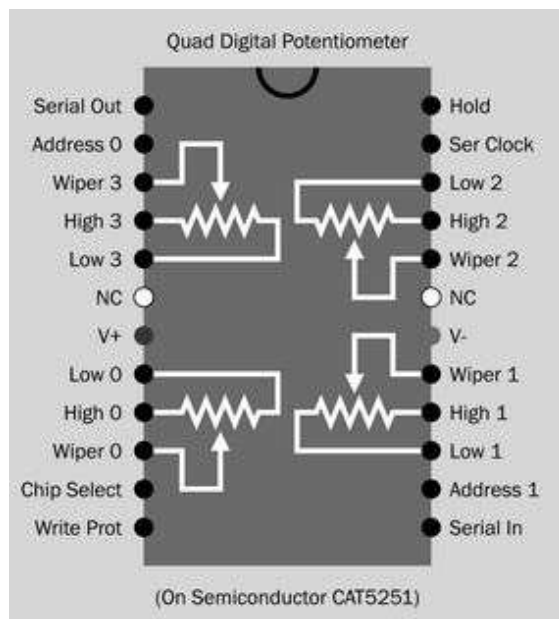 Quad Digital Potentiometer
Serial Out
Hold
Address 0
Ser Clock
Wiper 3
Low 2
High 3
High 2
Low 3
Wiper 2
NC
NC
V+
V-
Low 0
Wiper 1
High 0
High 1
Wiper 0
Low 1
Chip Select
Address 1
Write Prot
Serial In
(On Semiconductor CAT5251)